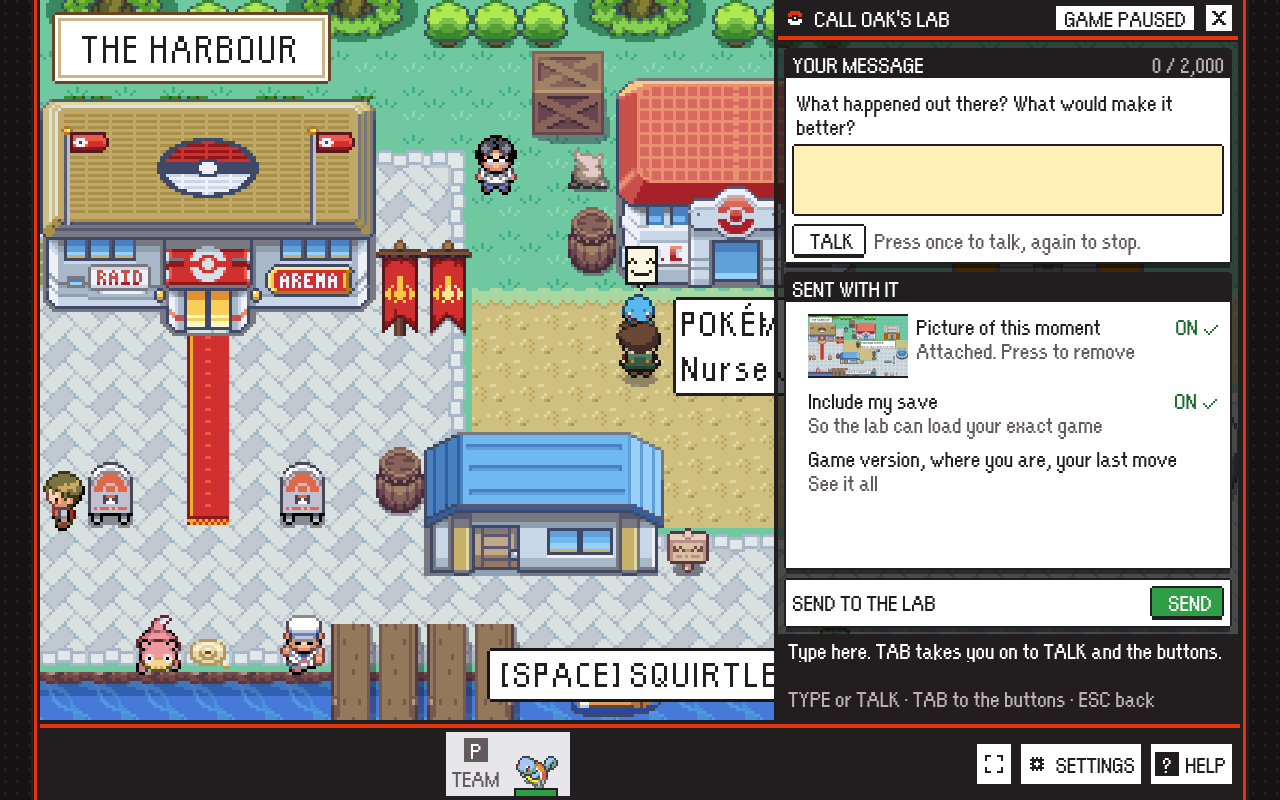 THE HARBOUR
RAID
ARENA
POKÉM
Nurse
[SPACE] SQUIRTLE
P
TEAM
CALL OAK'S LAB
GAME PAUSED
X
YOUR MESSAGE
0 / 2,000
What happened out there? What would make it
better?
TALK
Press once to talk, again to stop.
SENT WITH IT
Picture of this moment
ON
Attached. Press to remove
Include my save
ON
So the lab can load your exact game
Game version, where you are, your last move
See it all
SEND TO THE LAB
SEND
Type here. TAB takes you on to TALK and the buttons.
TYPE or TALK · TAB to the buttons · ESC back
SETTINGS
? HELP